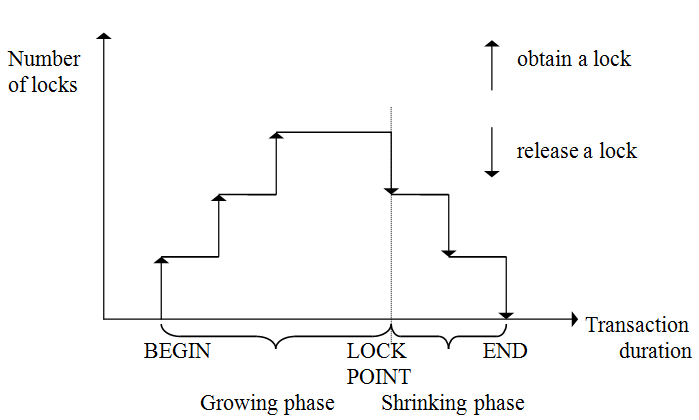 Number
of locks
obtain a lock
release a lock
Transaction
duration
BEGIN
LOCK
POINT
END
Growing phase
Shrinking phase